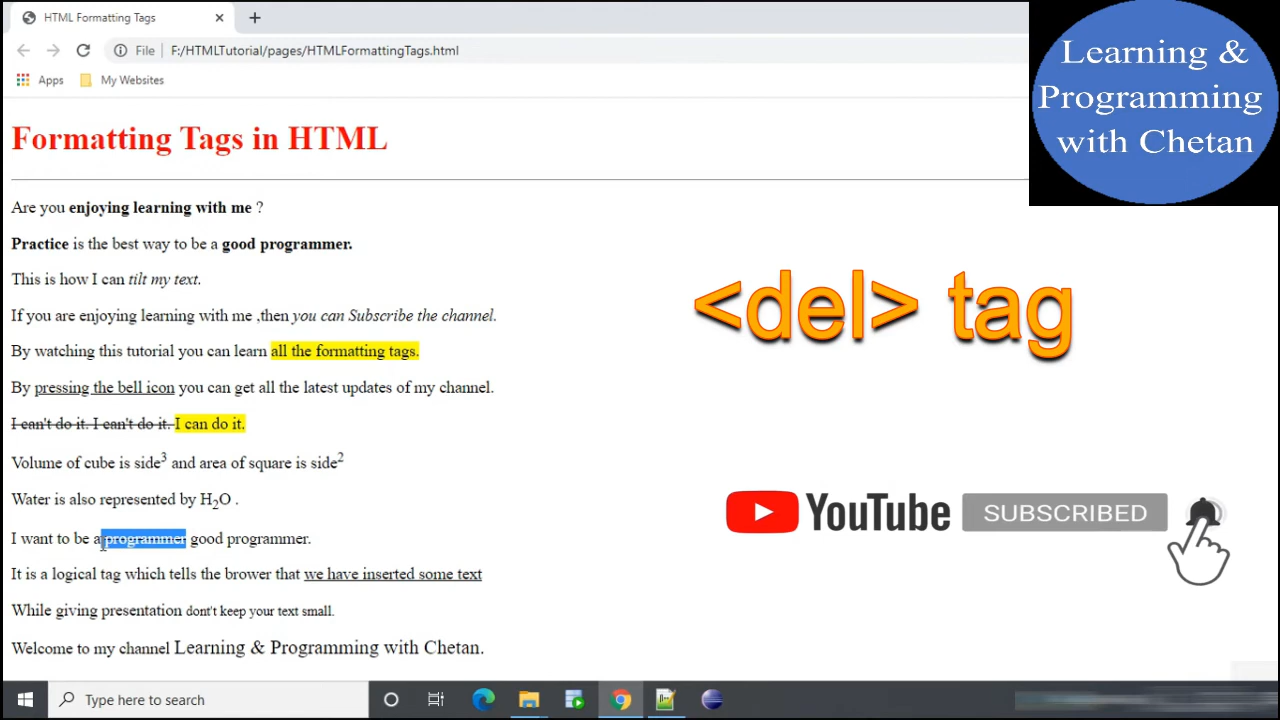 HTML Formatting Tags
File | F:/HTMLTutorial/pages/HTMLFormattingTags.html
Apps My Websites
Learning &
Programming
with Chetan
Formatting Tags in HTML
Are you enjoying learning with me ?
Practice is the best way to be a good programmer.
This is how I can tilt my text.
If you are enjoying learning with me ,then you can Subscribe the channel.
By watching this tutorial you can learn all the formatting tags.
By pressing the bell icon you can get all the latest updates of my channel.
I can't do it. I can't do it. I can do it.
Volume of cube is side³ and area of square is side²
Water is also represented by H₂O .
I want to be a programmer good programmer.
It is a logical tag which tells the brower that we have inserted some text
While giving presentation dont't keep your text small.
Welcome to my channel Learning & Programming with Chetan.
<del> tag
YouTube SUBSCRIBED
Type here to search